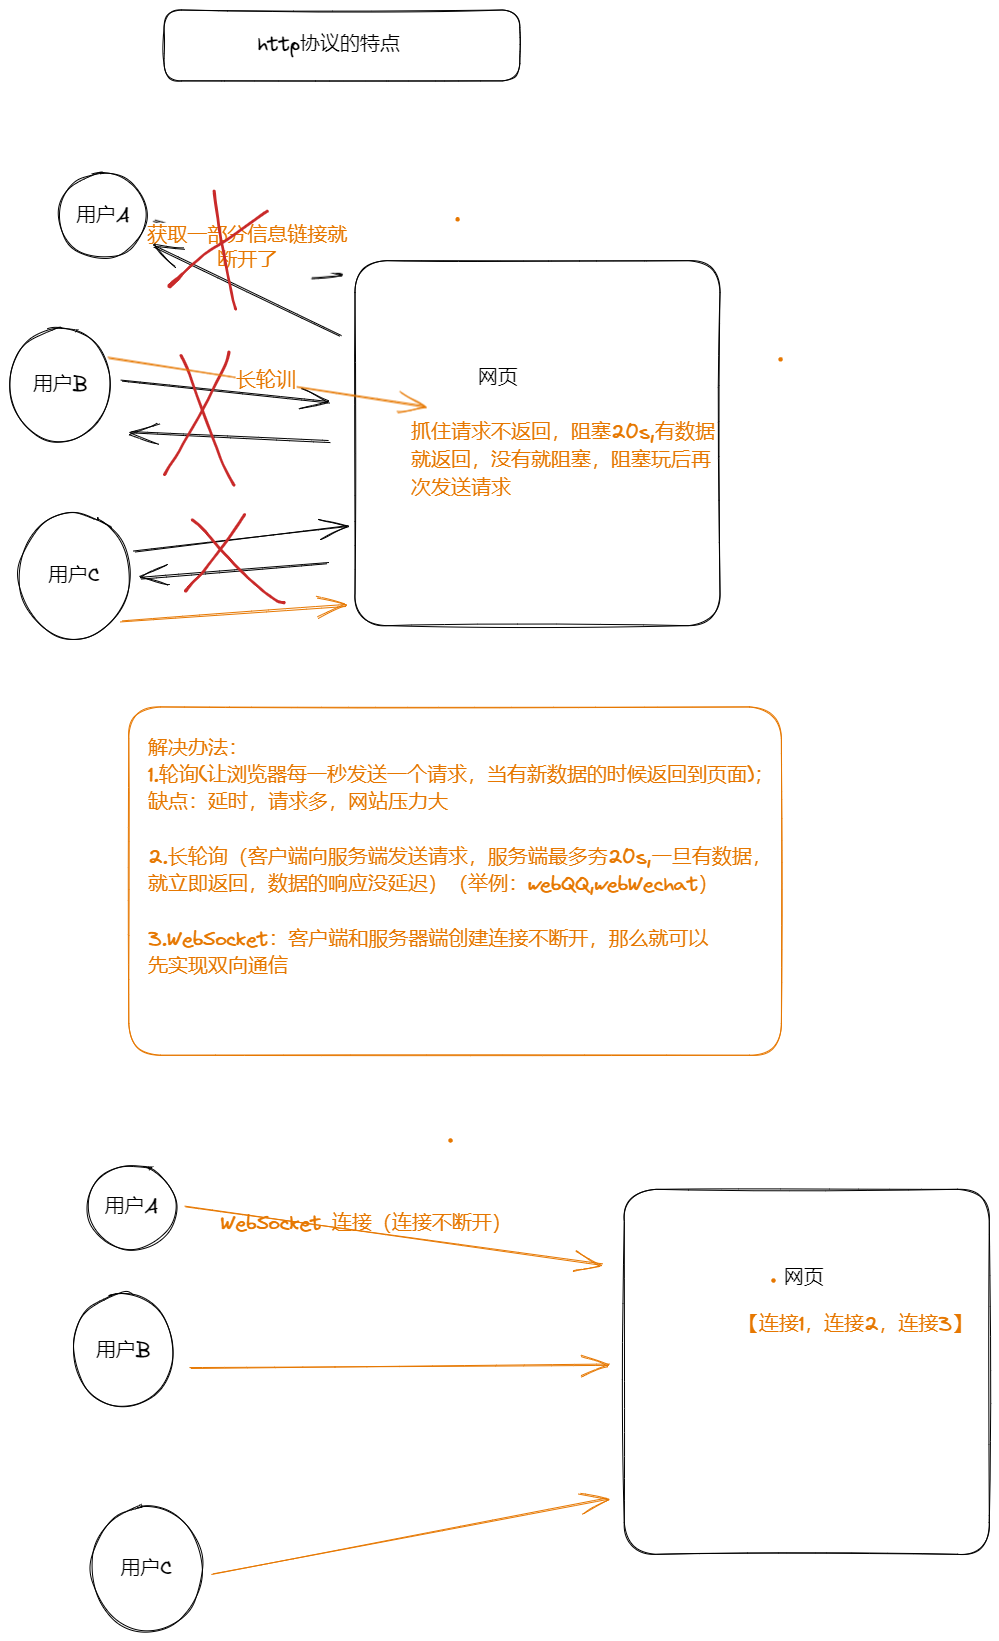 http协议的特点
用户A
获取一部分信息链接就
断开了
用户B
长轮训
网页
抓住请求不返回，阻塞20s,有数据
就返回，没有就阻塞，阻塞玩后再
次发送请求
用户C
解决办法：
1.轮询(让浏览器每一秒发送一个请求，当有新数据的时候返回到页面)；
缺点：延时，请求多，网站压力大
2.长轮询（客户端向服务端发送请求，服务端最多夯20s,一旦有数据，
就立即返回，数据的响应没延迟）（举例：webQQ,webWechat）
3.WebSocket：客户端和服务器端创建连接不断开，那么就可以
先实现双向通信
用户A
WebSocket 连接（连接不断开）
网页
【连接1，连接2，连接3】
用户B
用户C